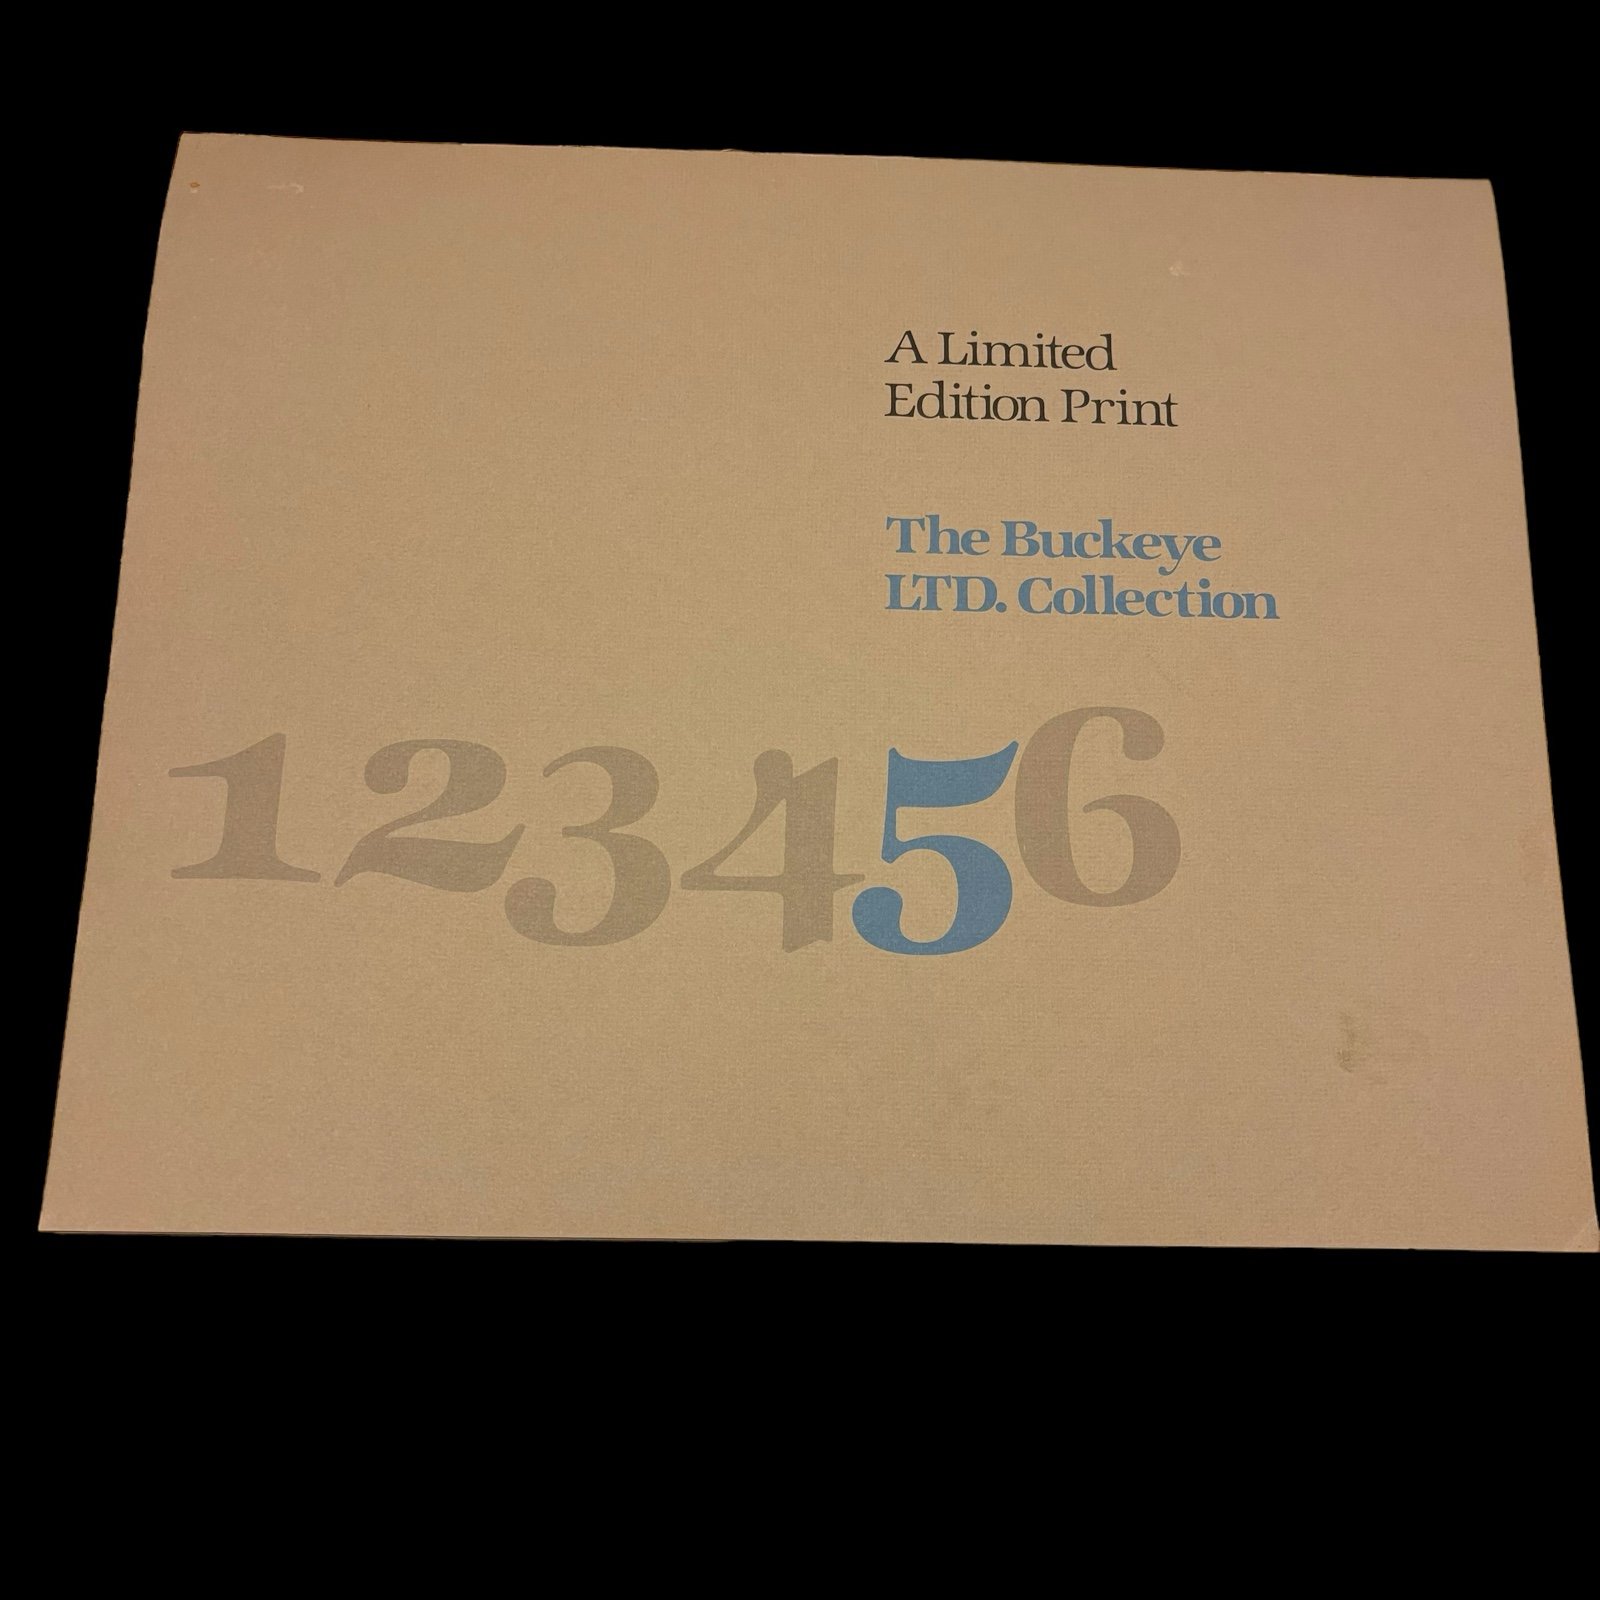 A Limited
Edition Print
The Buckeye
LTD. Collection
123456